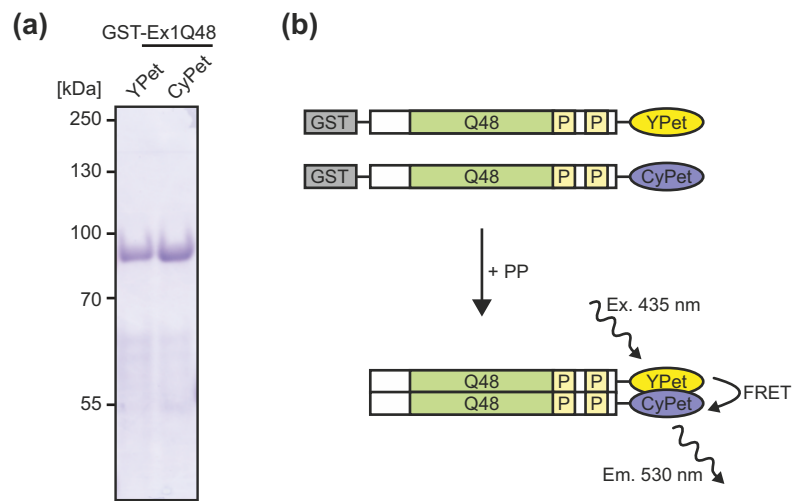 (a)
GST-Ex1Q48
YPet CyPet
[kDa]
250
130
100
70
55
(b)
GST Q48 P P YPet
GST Q48 P P CyPet
+ PP
Ex. 435 nm
Q48 P P YPet
Q48 P P CyPet
FRET
Em. 530 nm